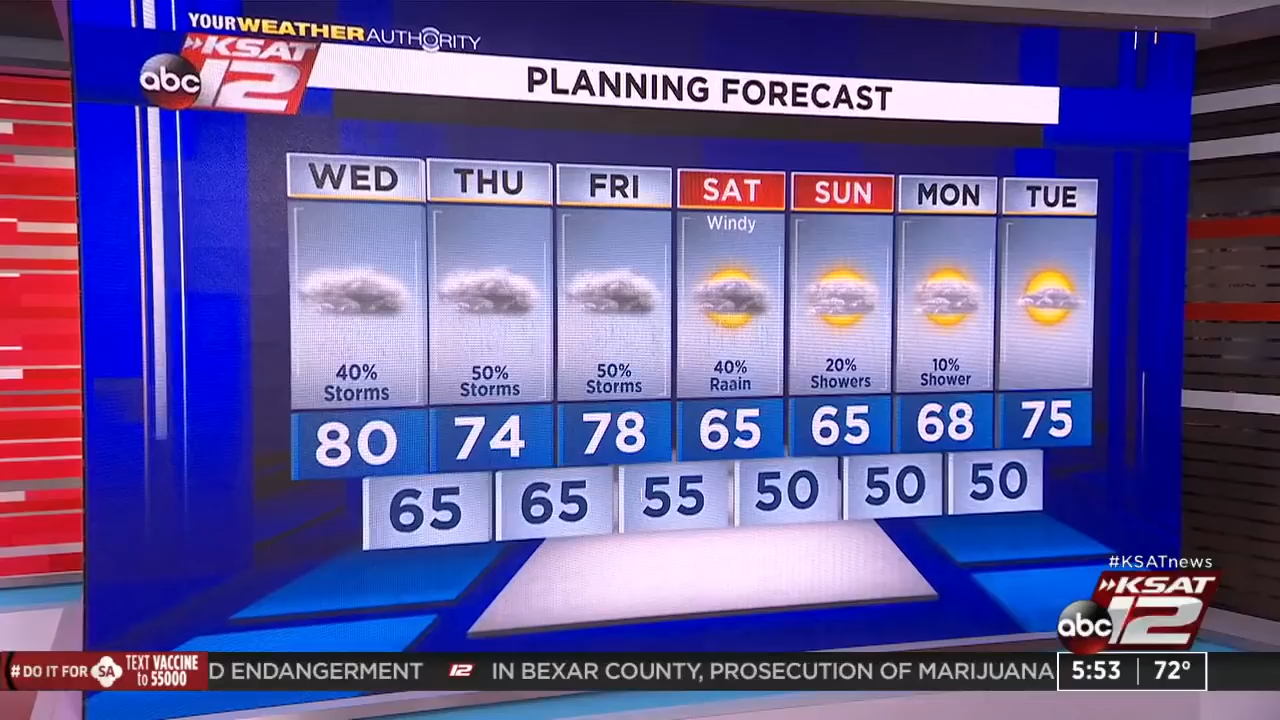 YOUR WEATHER AUTHORITY
KSAT
abc 12
PLANNING FORECAST
WED THU FRI SAT SUN MON TUE
Windy
40% 50% 50% 40% 20% 10%
Storms Storms Storms Raain Showers Shower
80 74 78 65 65 68 75
65 65 55 50 50 50
#KSATnews
KSAT
abc 12
#DO IT FOR SA TEXT VACCINE to 55000 D ENDANGERMENT 12 IN BEXAR COUNTY, PROSECUTION OF MARIJUANA 5:53 72°